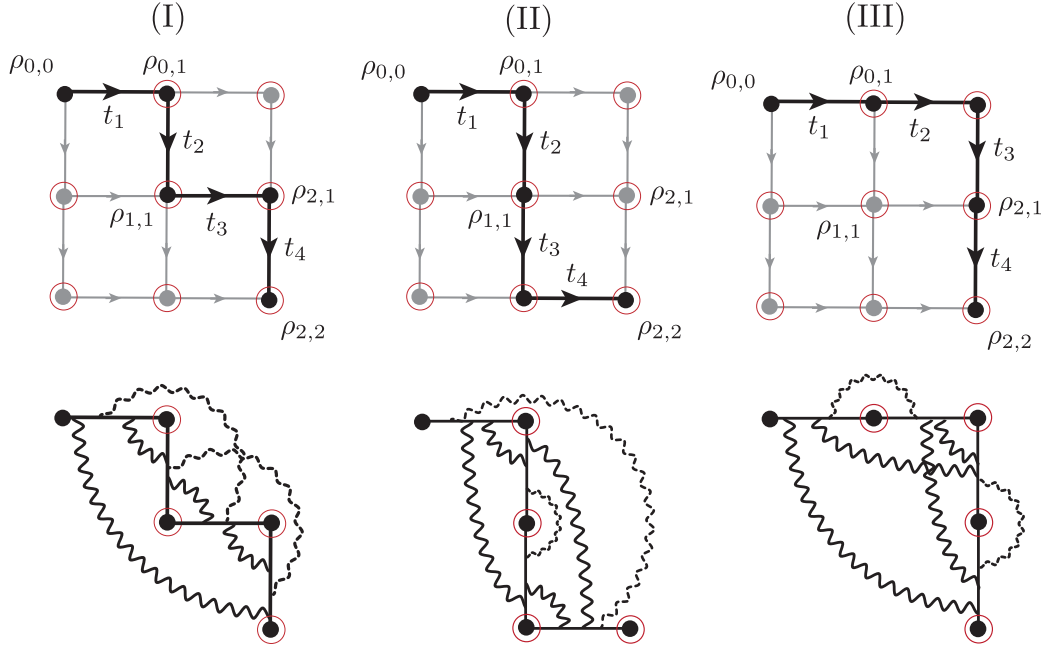 (I) (II) (III)
ρ0,0 ρ0,1 ρ0,0 ρ0,1 ρ0,0 ρ0,1
t1 t1 t1 t2
t2 t2 t3
ρ2,1 ρ2,1 ρ2,1
ρ1,1 t3 ρ1,1 ρ1,1
t4 t3 t4 t4
ρ2,2 ρ2,2 ρ2,2